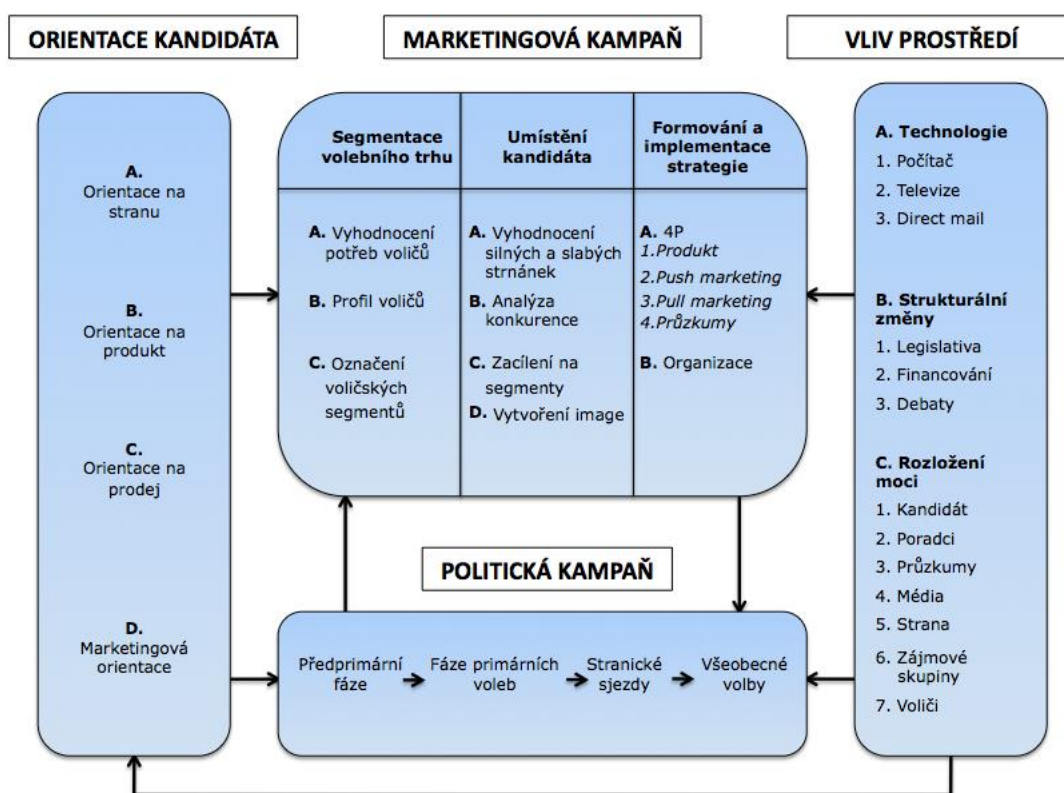 ORIENTACE KANDIDÁTA
MARKETINGOVÁ KAMPAŇ
VLIV PROSTŘEDÍ
A.
Orientace na
stranu
B.
Orientace na
produkt
C.
Orientace na
prodej
D.
Marketingová
orientace
Segmentace
volebního trhu
A. Vyhodnocení
potřeb voličů
B. Profil voličů
C. Označení
voličských
segmentů
Umístění
kandidáta
A. Vyhodnocení
silných a slabých
strnánek
B. Analýza
konkurence
C. Zacílení na
segmenty
D. Vytvoření image
Formování a
implementace
strategie
A. 4P
1.Produkt
2.Push marketing
3.Pull marketing
4.Průzkumy
B. Organizace
A. Technologie
1. Počítač
2. Televize
3. Direct mail
B. Strukturální
změny
1. Legislativa
2. Financování
3. Debaty
C. Rozložení
moci
1. Kandidát
2. Poradci
3. Průzkumy
4. Média
5. Strana
6. Zájmové
skupiny
7. Voliči
POLITICKÁ KAMPAŇ
Předprimární
fáze
Fáze primárních
voleb
Stranické
sjezdy
Všeobecné
volby